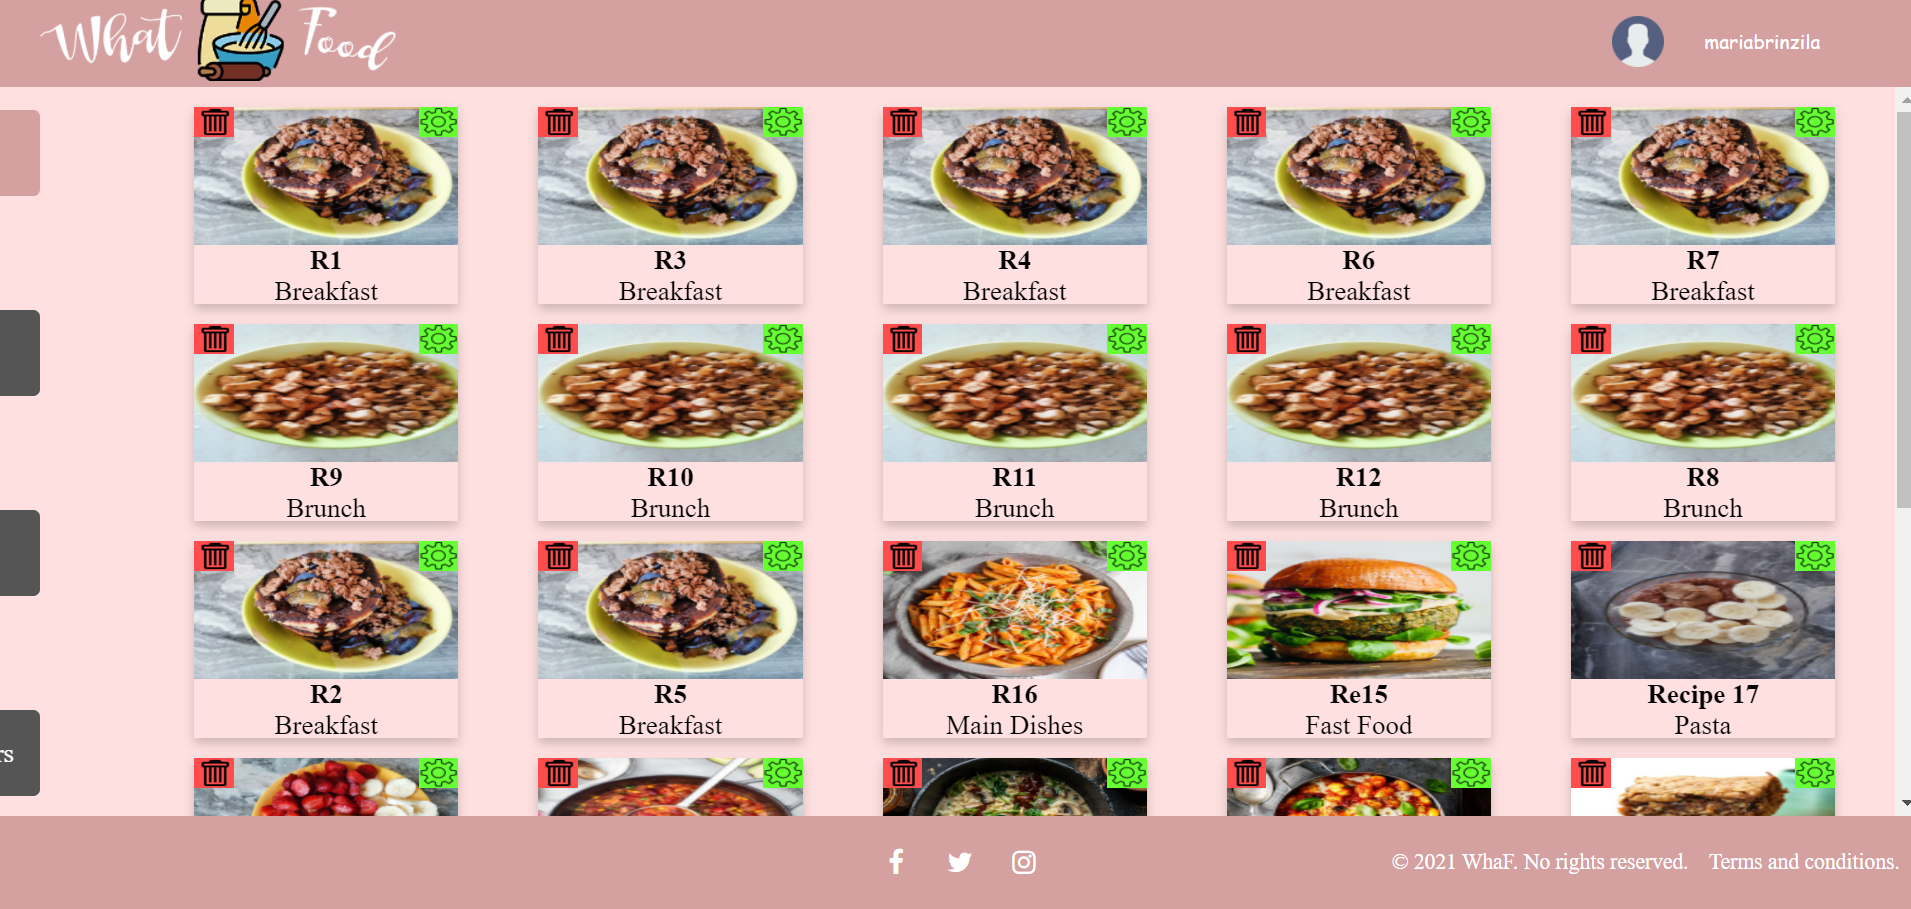 What Food
mariabrinzila
R1
Breakfast
R3
Breakfast
R4
Breakfast
R6
Breakfast
R7
Breakfast
R9
Brunch
R10
Brunch
R11
Brunch
R12
Brunch
R8
Brunch
R2
Breakfast
R5
Breakfast
R16
Main Dishes
Re15
Fast Food
Recipe 17
Pasta
rs
© 2021 WhaF. No rights reserved. Terms and conditions.